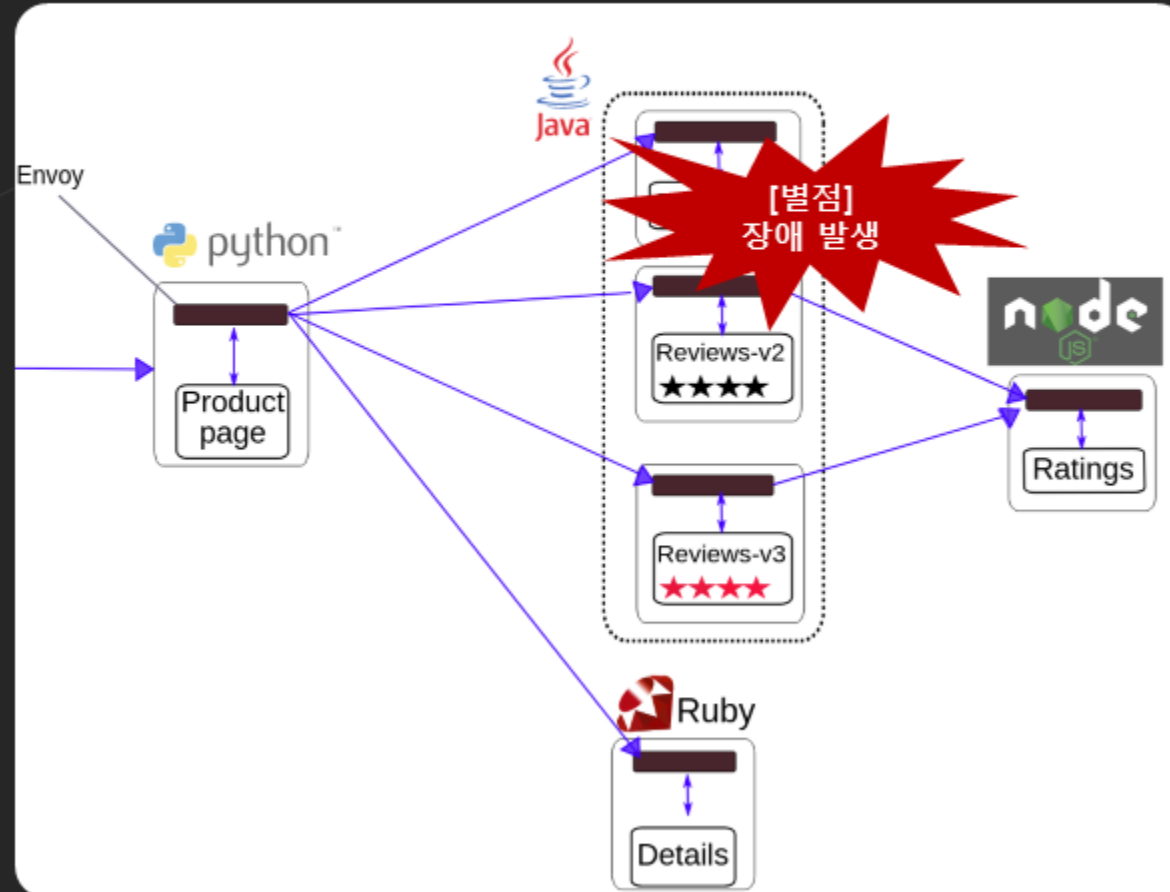 Envoy
python™
Product
page
Java
[별점]
장애 발생
Reviews-v2
Reviews-v3
node
JS
Ratings
Ruby
Details